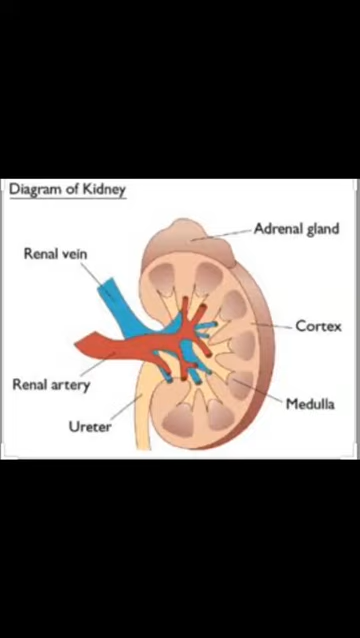 Diagram of Kidney
Adrenal gland
Renal vein
Cortex
Renal artery
Medulla
Ureter